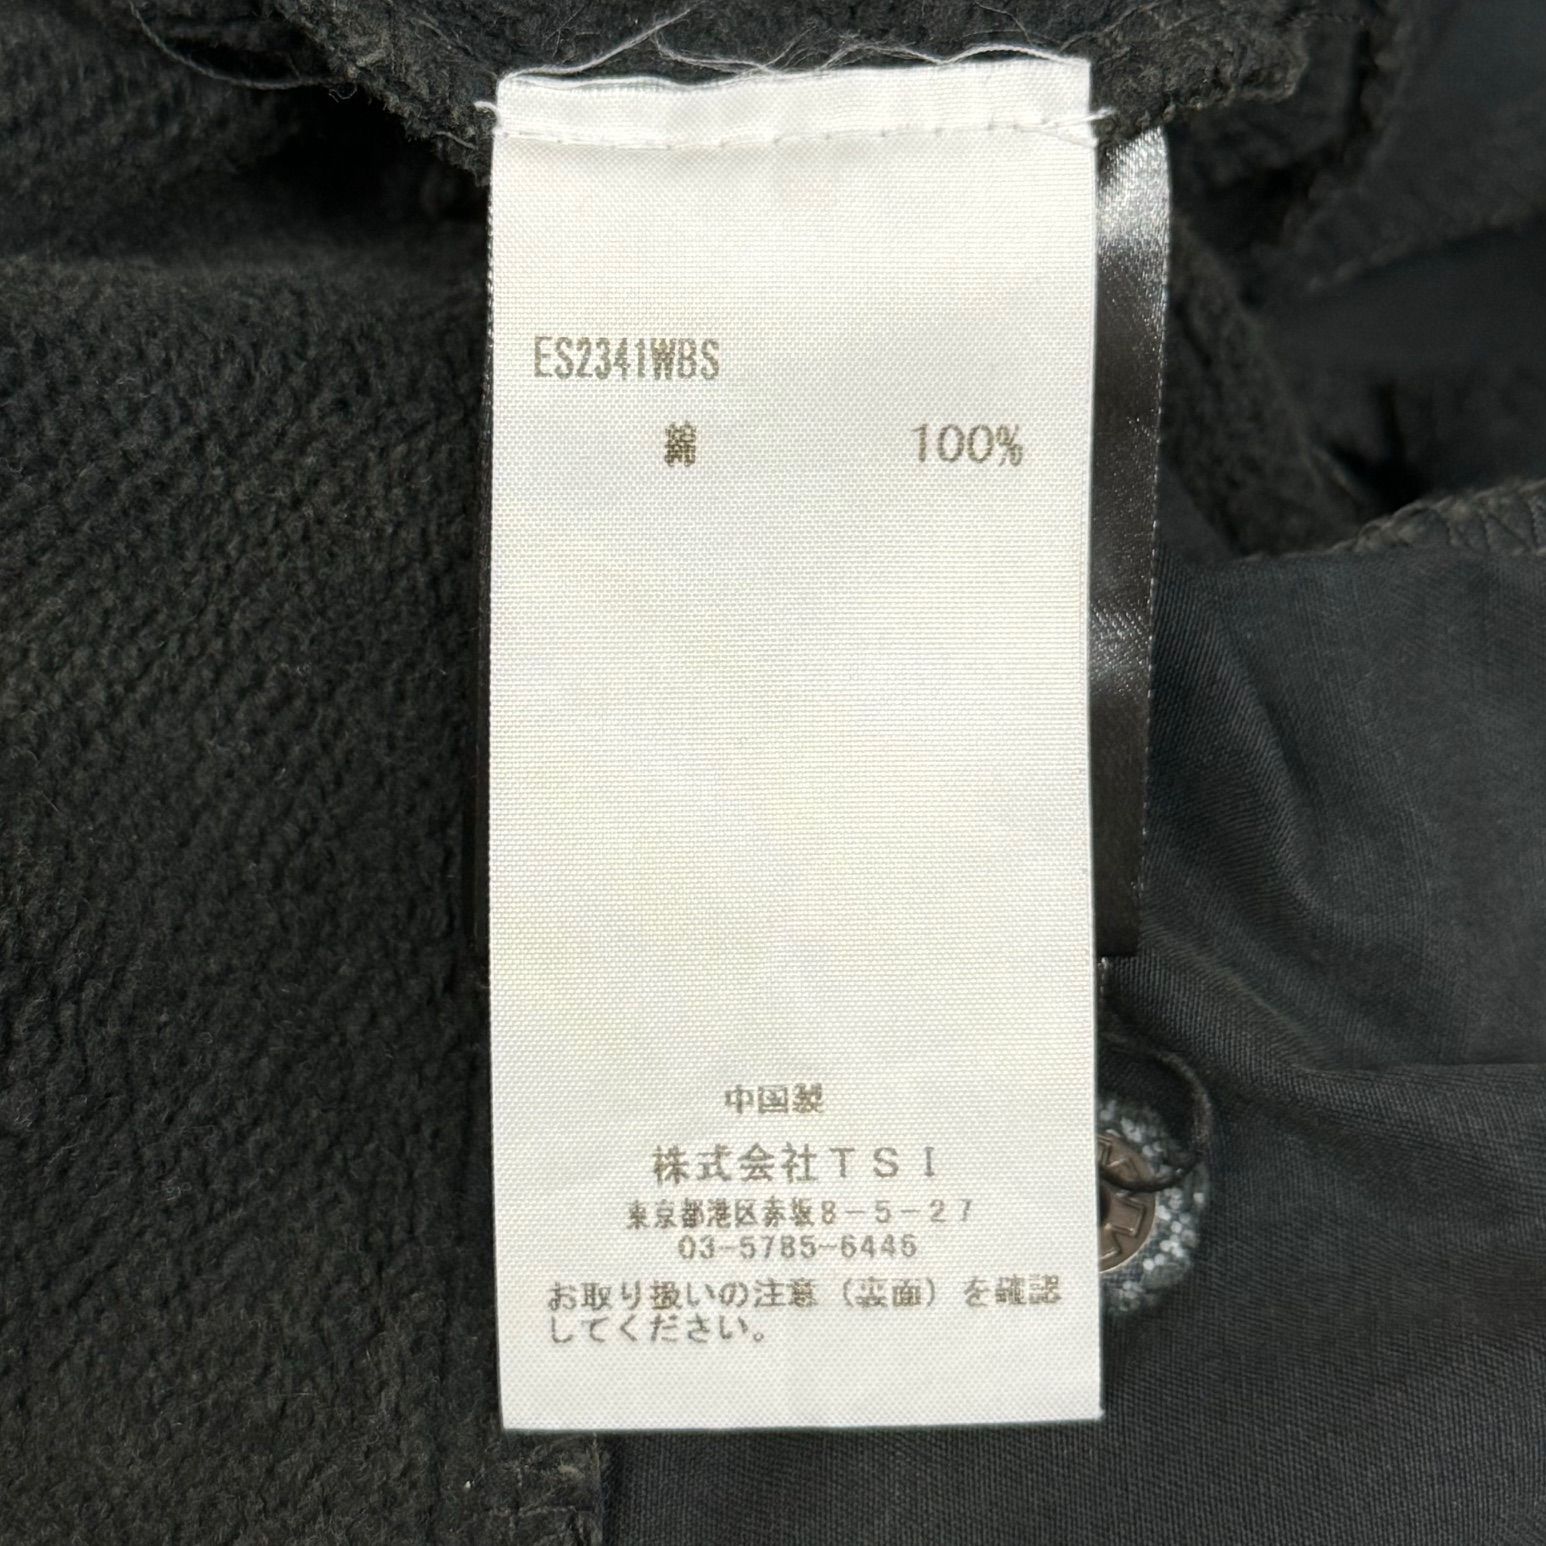 ES2341WBS
綿 100%
中国製
株式会社TSI
東京都港区赤坂8-5-27
03-5785-6446
お取り扱いの注意(裏面)を確認
してください。